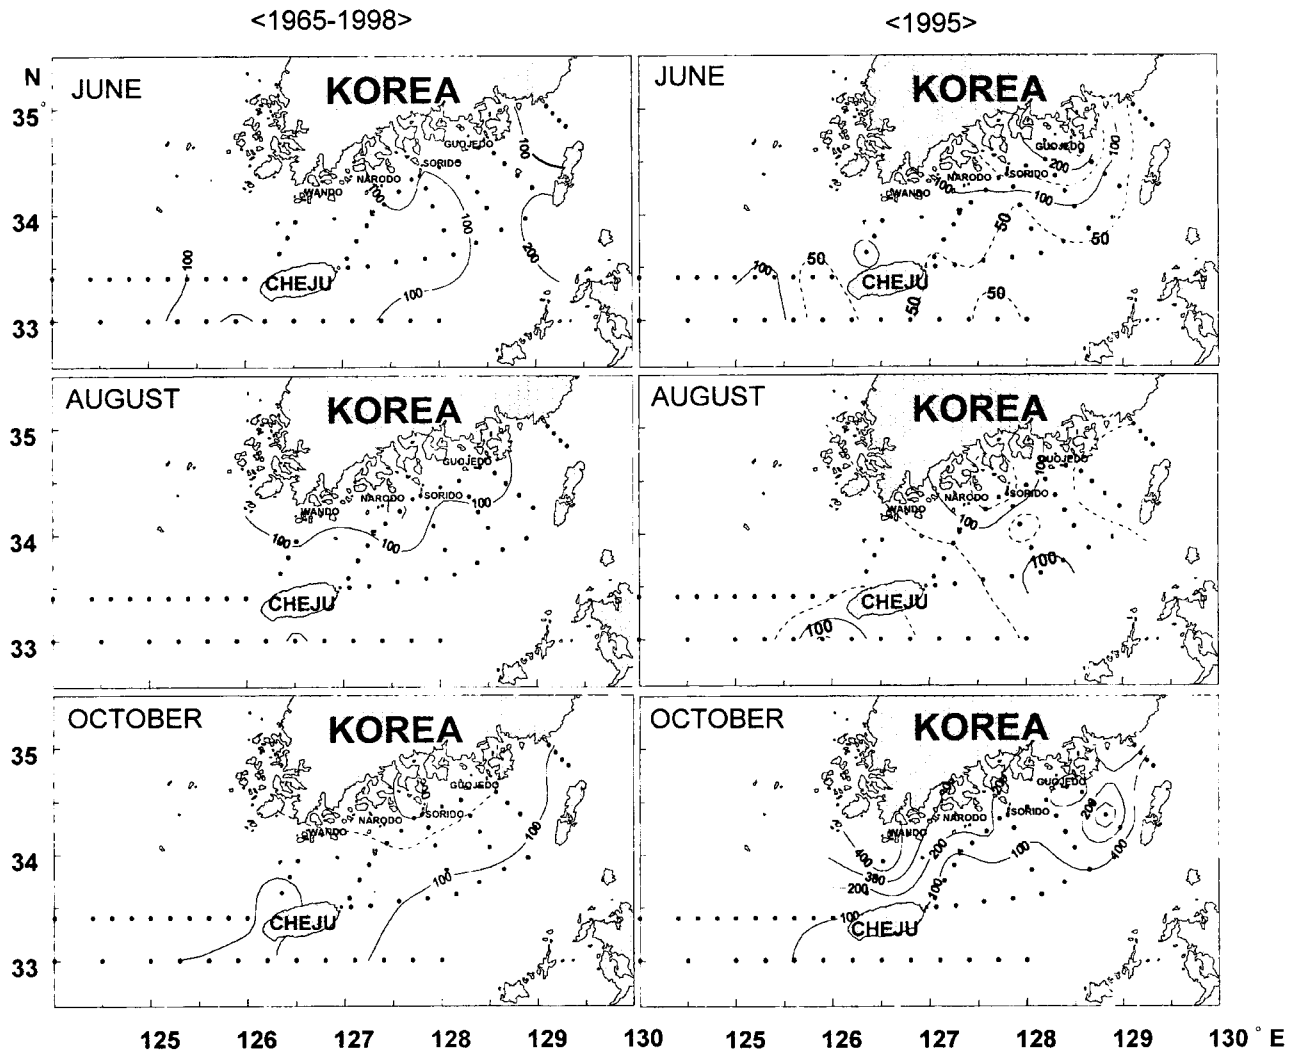 <1965-1998>
<1995>
N
JUNE
KOREA
GUOJEDO
SORIDO
NARODO
WANDO
CHEJU
100
100
100
100
100
200
35°
34
33
JUNE
KOREA
GUOJEDO
SORIDO
NARODO
WANDO
CHEJU
200
100
100
100
50
50
50
50
50
100
AUGUST
KOREA
GUOJEDO
SORIDO
NARODO
WANDO
CHEJU
100
100
100
35
34
33
AUGUST
KOREA
GUOJEDO
SORIDO
NARODO
WANDO
CHEJU
100
100
100
100
OCTOBER
KOREA
GUOJEDO
SORIDO
NARODO
WANDO
CHEJU
100
100
35
34
33
OCTOBER
KOREA
GUOJEDO
SORIDO
NARODO
WANDO
CHEJU
400
380
200
200
100
100
100
200
400
125 126 127 128 129 130 125 126 127 128 129 130 ° E